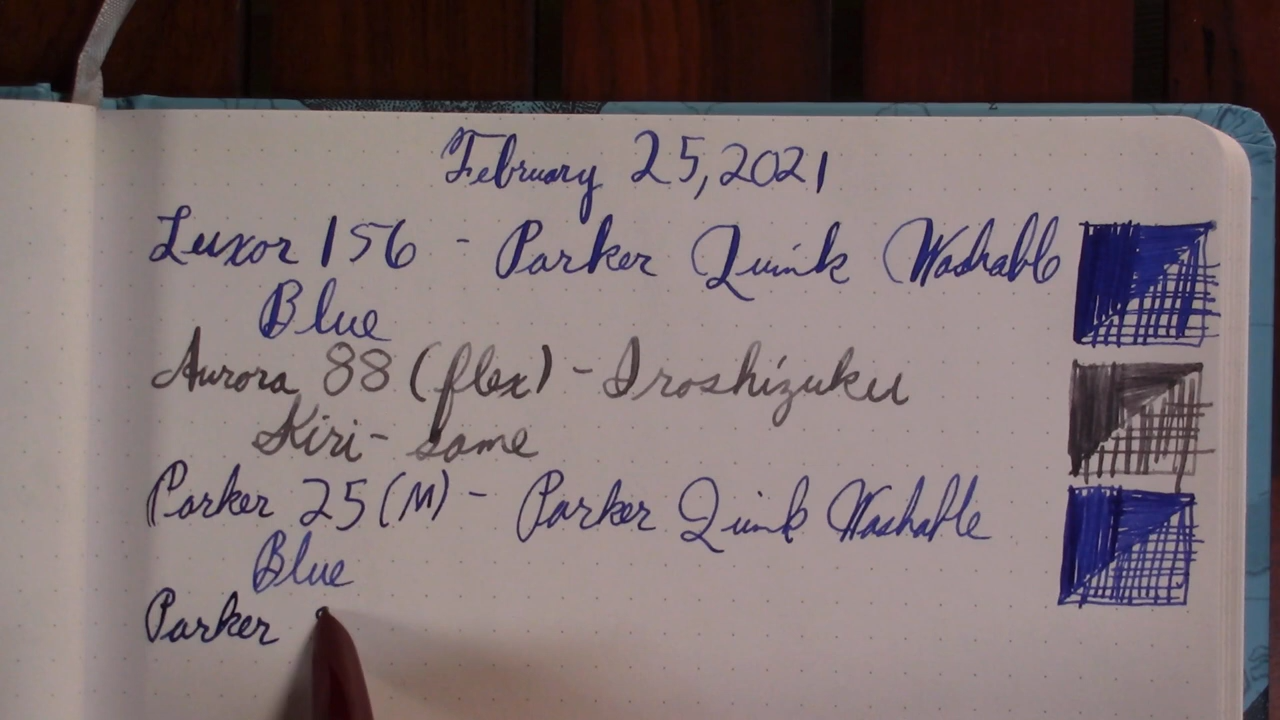 February 25, 2021
Luxor 156 - Parker Quink Washable
Blue
Aurora 88 (flex) - Iroshizuku
Kiri-same
Parker 25 (M) - Parker Quink Washable
Blue
Parker